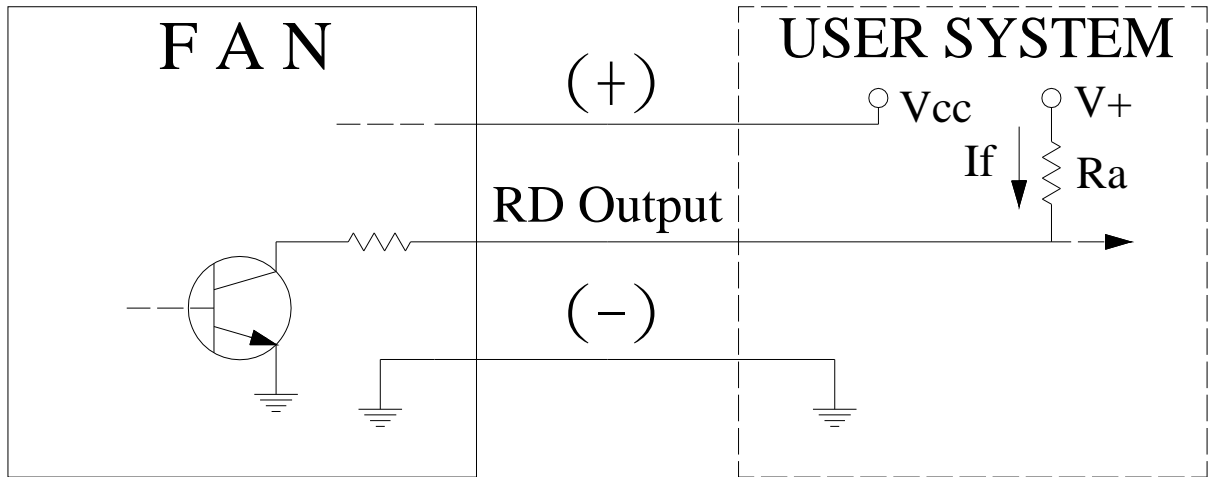 F A N
USER SYSTEM
(+)
Vcc
V+
If
Ra
RD Output
(-)